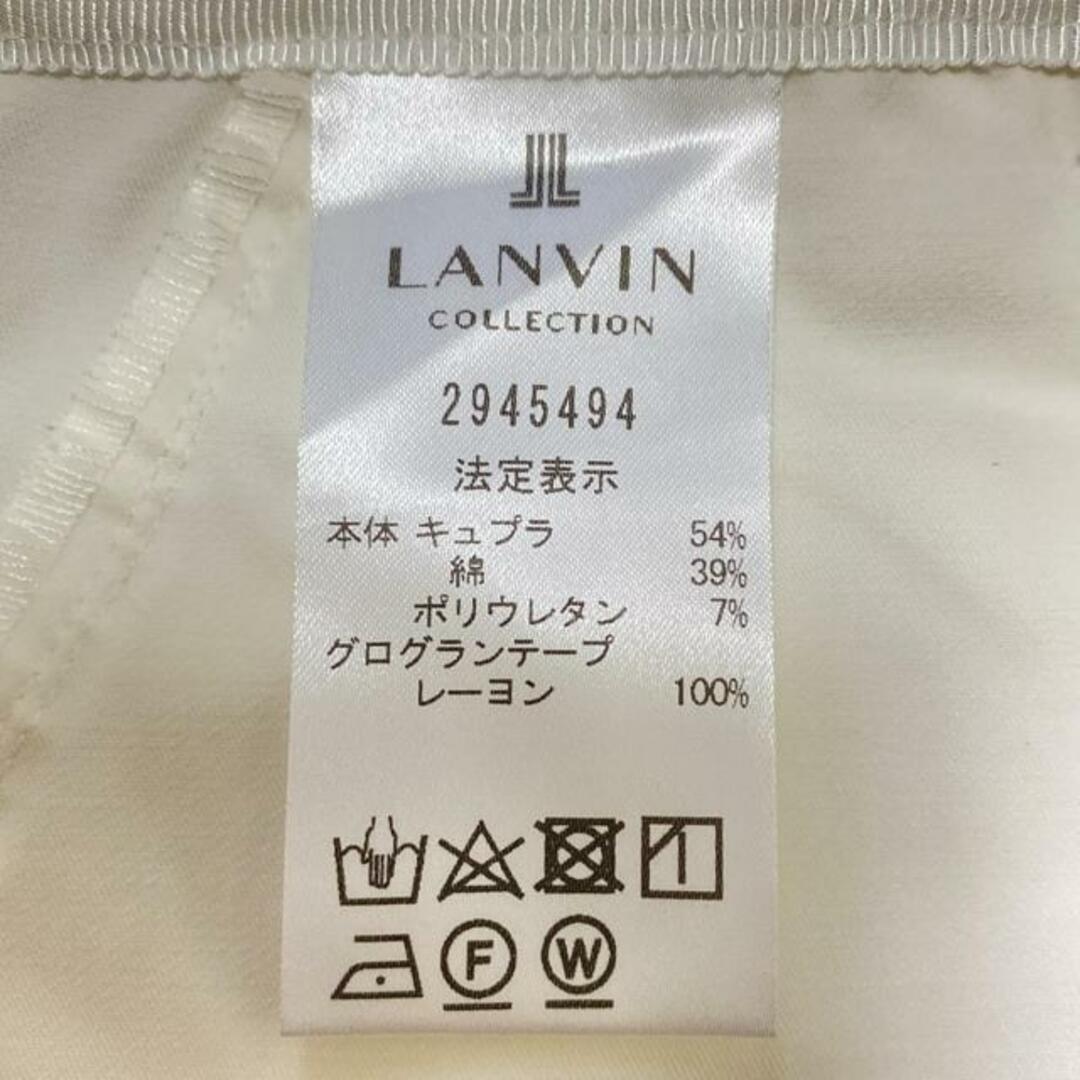 LANVIN
COLLECTION
2945494
法定表示
本体 キュプラ 54%
綿 39%
ポリウレタン 7%
グログランテープ
レーヨン 100%
F W